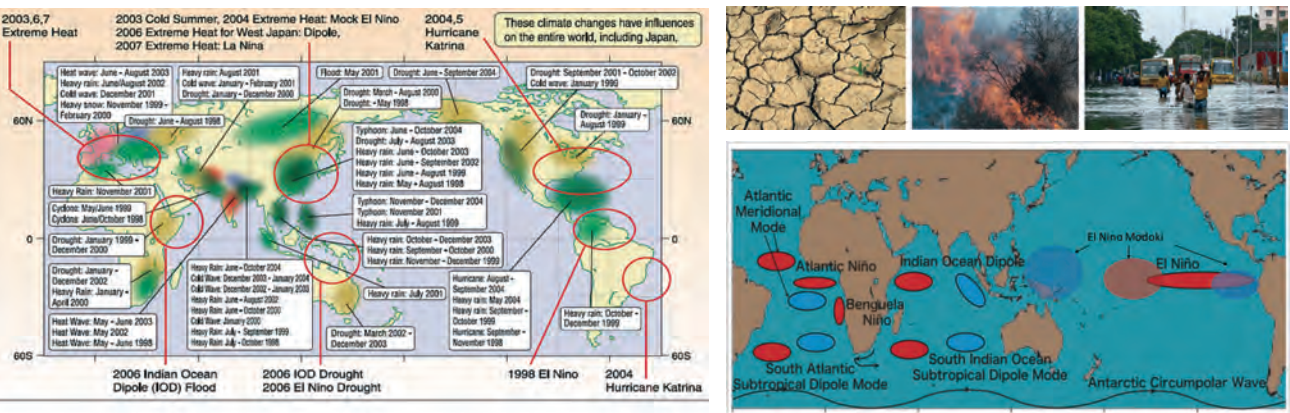 2003,6,7
Extreme Heat
2003 Cold Summer, 2004 Extreme Heat: Mock El Nino
2006 Extreme Heat for West Japan: Dipole,
2007 Extreme Heat: La Nina
2004,5
Hurricane
Katrina
These climate changes have influences
on the entire world, including Japan.
Heat wave: June - August 2003
Heavy rain: June/August 2002
Cold wave: December 2001
Heavy snow: November 1999 -
February 2000
Drought: June - August 1998
Heavy rain: August 2001
Cold wave: January - February 2001
Drought: January - December 2000
Flood: May 2001
Drought: June - September 2004
Drought: March - August 2000
Drought: - May 1998
Drought: September 2001 - October 2002
Cold wave: January 1999
Drought: January -
August 1999
60N
60N
Typhoon: June - October 2004
Drought: July - August 2003
Heavy rain: June - October 2003
Heavy rain: June - September 2002
Heavy rain: June - August 1999
Heavy rain: May - August 1998
Heavy Rain: November 2001
Cyclons: May/June 1999
Cyclons: June/October 1998
Typhoon: November - December 2004
Typhoon: November 2001
Heavy rain: July - August 1999
0
0
Drought: January 1999 -
December 2000
Heavy rain: October - December 2003
Heavy rain: September - October 2000
Heavy rain: November - December 1999
Drought: January -
December 2002
Heavy Rain: January -
April 2000
Heavy Rain: June - October 2004
Cold Wave: December 2003 - January 2004
Cold Wave: December 2002 - January 2003
Heavy Rain: June - August 2002
Heavy Rain: June - October 2000
Cold Wave: January 2000
Heavy Rain: July - September 1999
Heavy Rain: July - October 1998
Heavy rain: July 2001
Hurricane: August -
September 2004
Heavy rain: May 2004
Heavy rain: September -
October 1999
Hurricane: September -
November 1998
Heavy rain: October -
December 1999
Heat Wave: May - June 2003
Heat Wave: May 2002
Heat Wave: May - June 1998
Drought: March 2002 -
December 2003
60S
60S
2006 Indian Ocean
Dipole (IOD) Flood
2006 IOD Drought
2006 El Nino Drought
1998 El Nino
2004
Hurricane Katrina
Atlantic
Meridional
Mode
Atlantic Niño
Indian Ocean Dipole
El Nino Modoki
El Niño
Benguela
Niño
South Atlantic
Subtropical Dipole Mode
South Indian Ocean
Subtropical Dipole Mode
Antarctic Circumpolar Wave